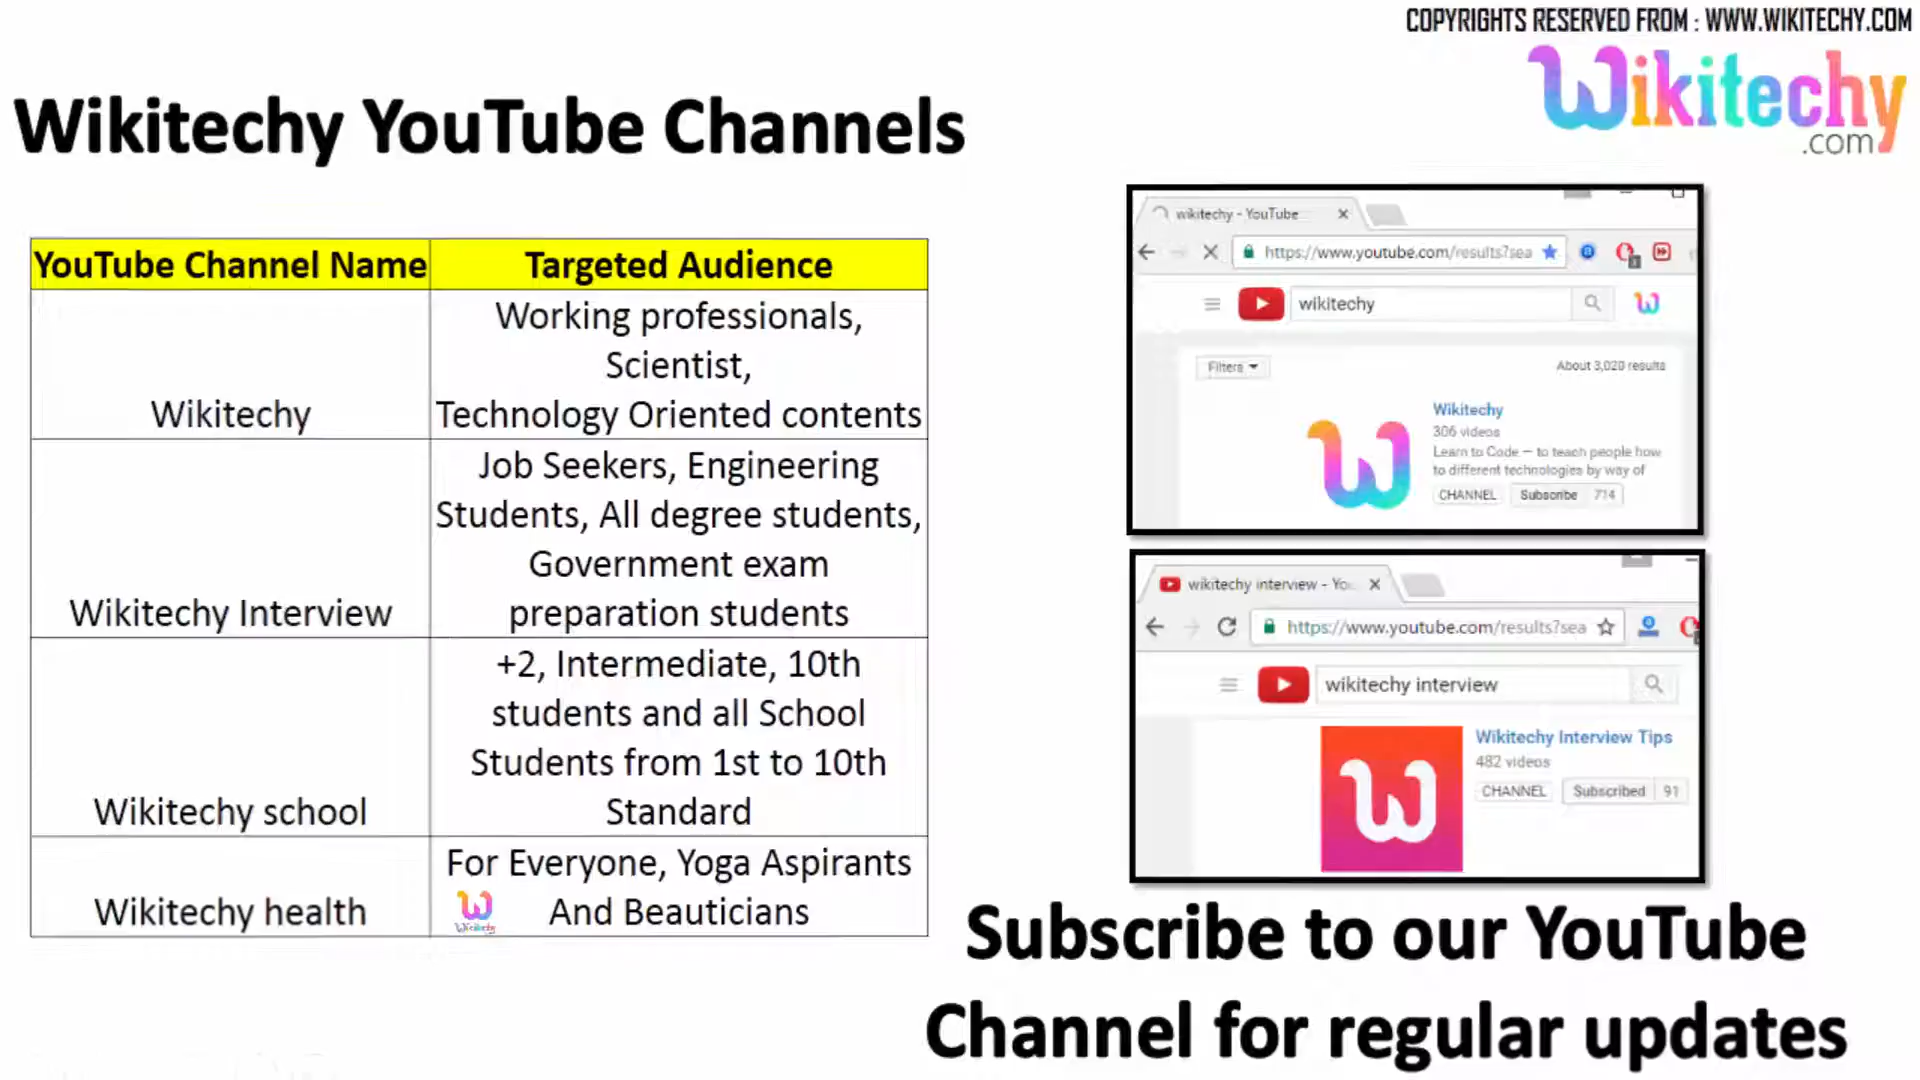 COPYRIGHTS RESERVED FROM : WWW.WIKITECHY.COM
Wikitechy
.com
Wikitechy YouTube Channels
YouTube Channel Name
Targeted Audience
Wikitechy
Working professionals,
Scientist,
Technology Oriented contents
Wikitechy Interview
Job Seekers, Engineering
Students, All degree students,
Government exam
preparation students
Wikitechy school
+2, Intermediate, 10th
students and all School
Students from 1st to 10th
Standard
Wikitechy health
For Everyone, Yoga Aspirants
And Beauticians
Wikitechy
wikitechy - YouTube
https://www.youtube.com/results?sea
wikitechy
Filters
About 3,020 results
Wikitechy
306 videos
Learn to Code – to teach people how
to different technologies by way of
CHANNEL Subscribe 714
wikitechy interview - You
https://www.youtube.com/results?sea
wikitechy interview
Wikitechy Interview Tips
482 videos
CHANNEL Subscribed 91
Subscribe to our YouTube
Channel for regular updates